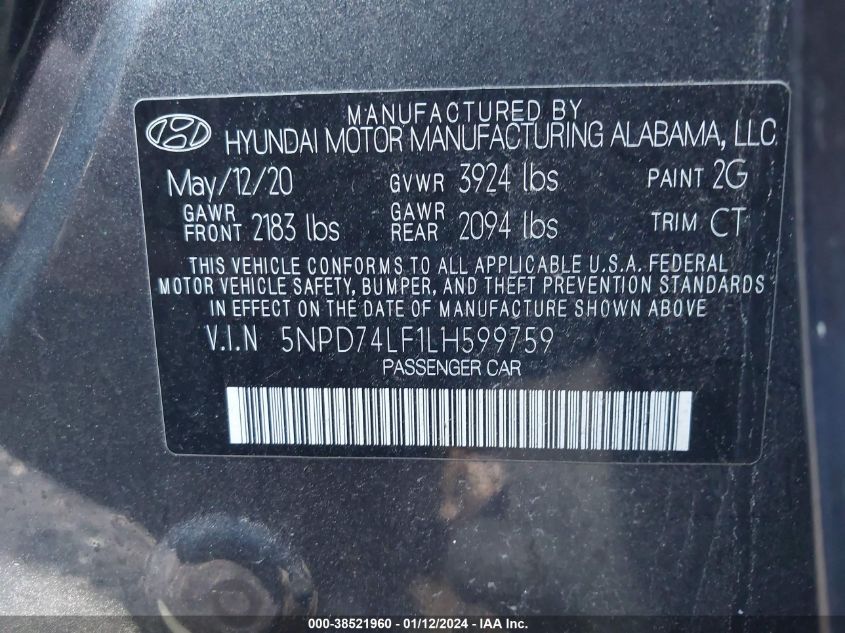 MANUFACTURED BY
HYUNDAI MOTOR MANUFACTURING ALABAMA, LLC
May/12/20 GVWR 3924 lbs PAINT 2G
GAWR FRONT 2183 lbs GAWR REAR 2094 lbs TRIM CT
THIS VEHICLE CONFORMS TO ALL APPLICABLE U.S.A. FEDERAL
MOTOR VEHICLE SAFETY, BUMPER, AND THEFT PREVENTION STANDARDS
IN EFFECT ON THE DATE OF MANUFACTURE SHOWN ABOVE.
V.I.N 5NPD74LF1LH599759
PASSENGER CAR
000-38521960 - 01/12/2024 - IAA Inc.